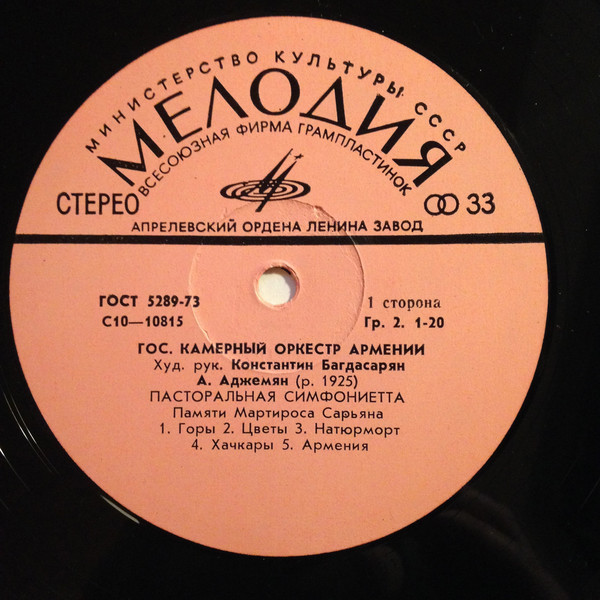 МИНИСТЕРСТВО КУЛЬТУРЫ СССР
МЕЛОДИЯ
ВСЕСОЮЗНАЯ ФИРМА ГРАМПЛАСТИНОК
СТЕРЕО 33
АПРЕЛЕВСКИЙ ОРДЕНА ЛЕНИНА ЗАВОД
ГОСТ 5289-73 1 сторона
С10—10815 Гр. 2. 1-20
ГОС. КАМЕРНЫЙ ОРКЕСТР АРМЕНИИ
Худ. рук. Константин Багдасарян
А. Аджемян (р. 1925)
ПАСТОРАЛЬНАЯ СИМФОНИЕТТА
Памяти Мартироса Сарьяна
1. Горы 2. Цветы 3. Натюрморт
4. Хачкары 5. Армения